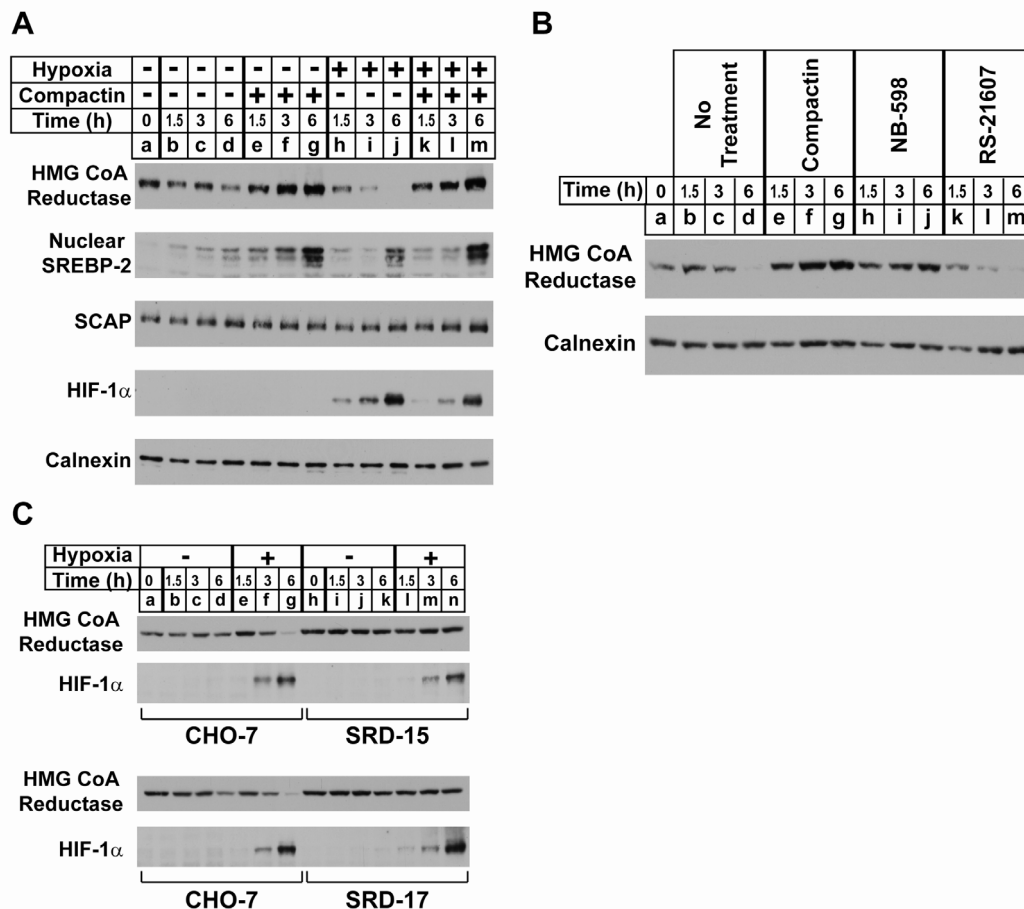 A
Hypoxia - - - - - - - + + + + + +
Compactin - - - - + + + - - - + + +
Time (h) 0 1.5 3 6 1.5 3 6 1.5 3 6 1.5 3 6
a b c d e f g h i j k l m
HMG CoA
Reductase
Nuclear
SREBP-2
SCAP
HIF-1α
Calnexin
B
No
Treatment
Compactin
NB-598
RS-21607
Time (h) 0 1.5 3 6 1.5 3 6 1.5 3 6 1.5 3 6
a b c d e f g h i j k l m
HMG CoA
Reductase
Calnexin
C
Hypoxia - + - +
Time (h) 0 1.5 3 6 1.5 3 6 0 1.5 3 6 1.5 3 6
a b c d e f g h i j k l m n
HMG CoA
Reductase
HIF-1α
CHO-7 SRD-15
HMG CoA
Reductase
HIF-1α
CHO-7 SRD-17